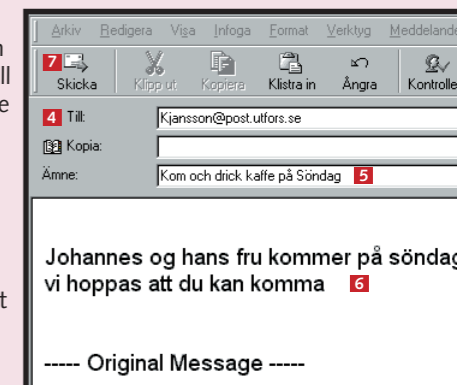 Arkiv Redigera Visa Infoga Format Verktyg Meddelande
7
Skicka Klipp ut Kopiera Klistra in Ångra Kontrolle
4 Till: Kjansson@post.utfors.se
Kopia:
Ämne: Kom och drick kaffe på Söndag 5
Johannes og hans fru kommer på söndag
vi hoppas att du kan komma 6
----- Original Message -----